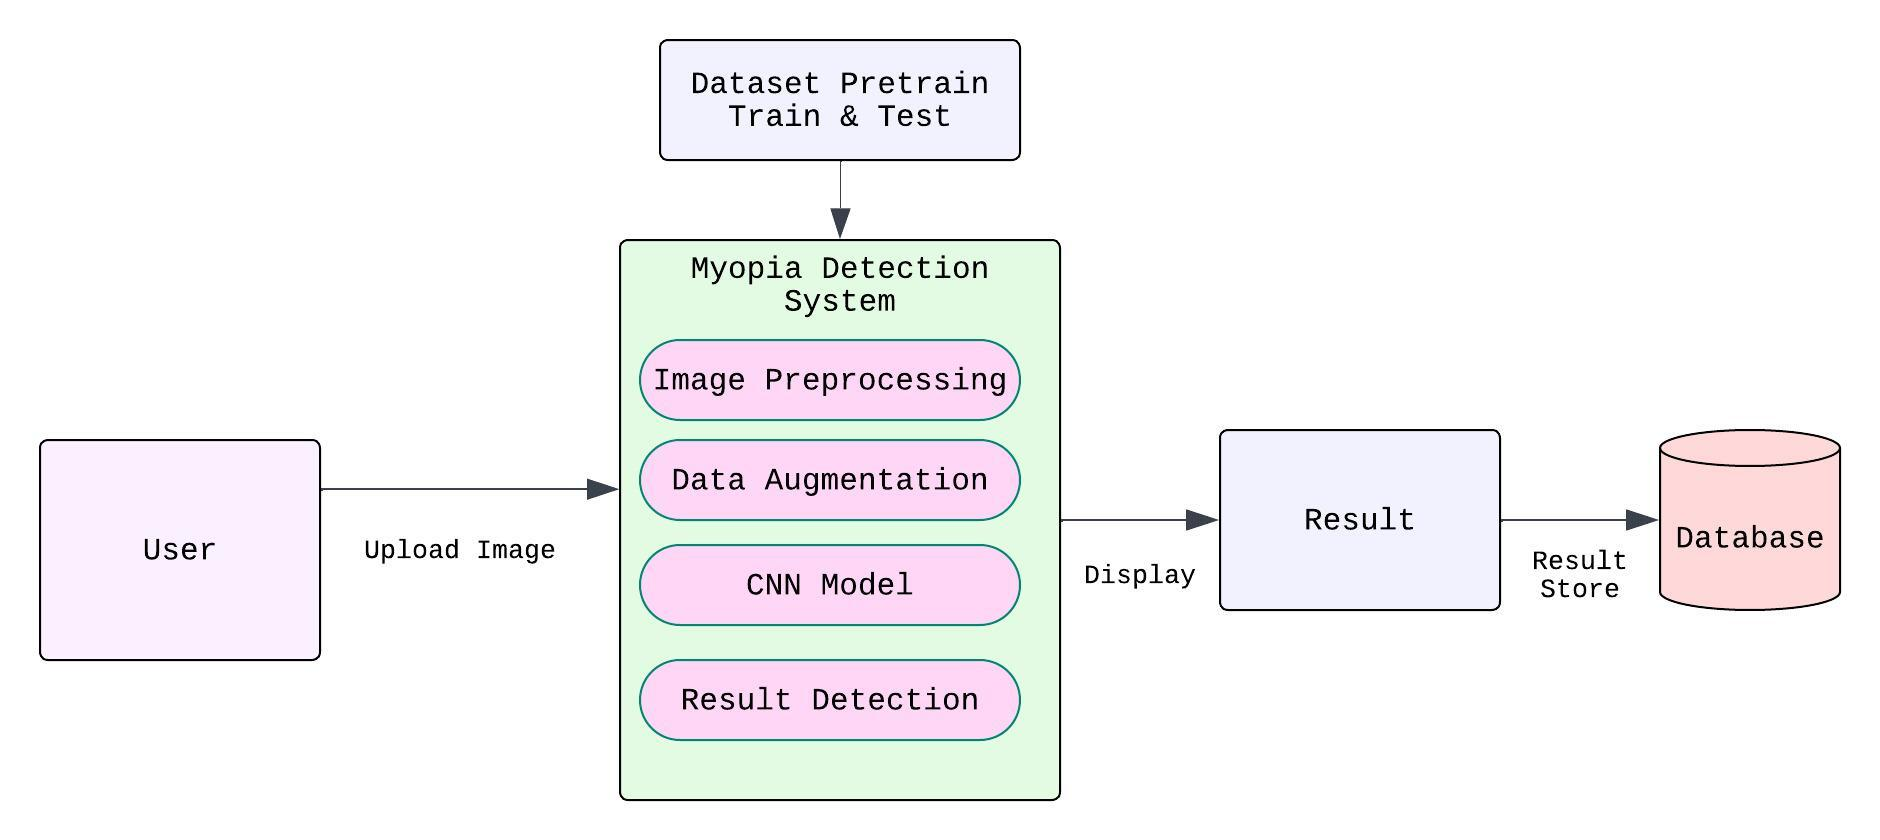 Dataset Pretrain
Train & Test
Myopia Detection
System
Image Preprocessing
Data Augmentation
CNN Model
Result Detection
User
Upload Image
Display
Result
Result
Store
Database